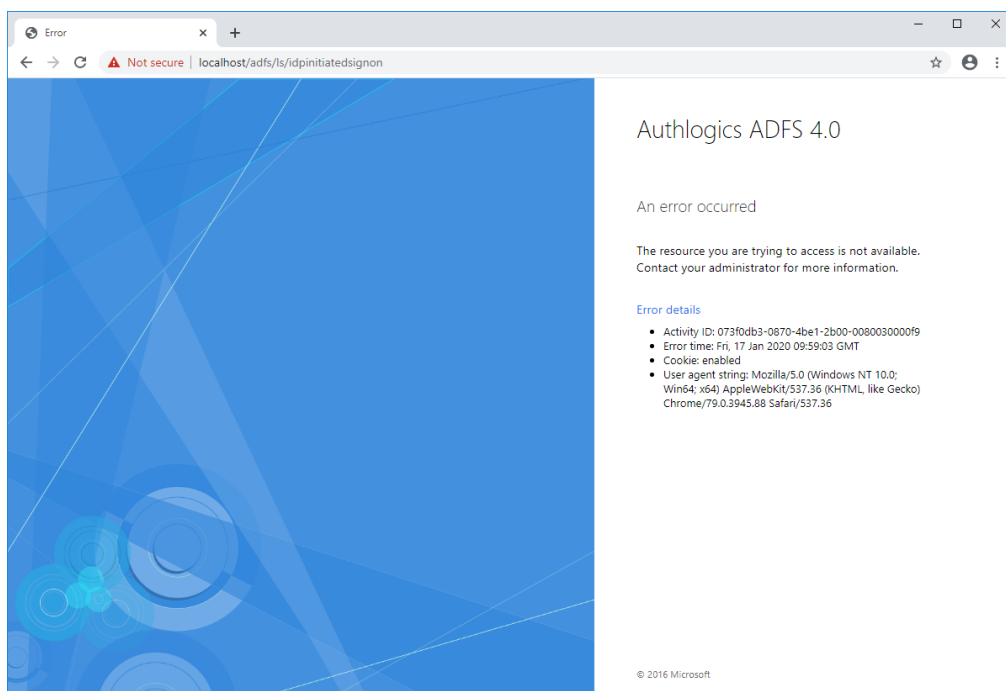 Error
Not secure
localhost/adfs/ls/idpinitiatedsignon
Authlogics ADFS 4.0
An error occurred
The resource you are trying to access is not available.
Contact your administrator for more information.
Error details
Activity ID: 073f0db3-0870-4be1-2b00-0080030000f9
Error time: Fri, 17 Jan 2020 09:59:03 GMT
Cookie: enabled
User agent string: Mozilla/5.0 (Windows NT 10.0;
Win64; x64) AppleWebKit/537.36 (KHTML, like Gecko)
Chrome/79.0.3945.88 Safari/537.36
© 2016 Microsoft